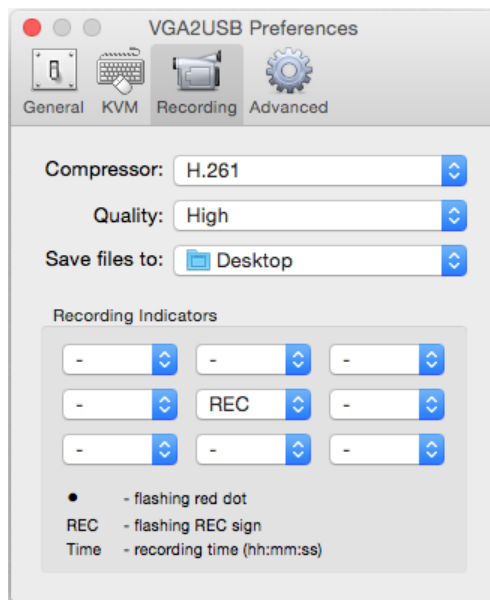 VGA2USB Preferences
General KVM Recording Advanced
Compressor: H.261
Quality: High
Save files to: Desktop
Recording Indicators
- - -
- REC -
- - -
● - flashing red dot
REC - flashing REC sign
Time - recording time (hh:mm:ss)